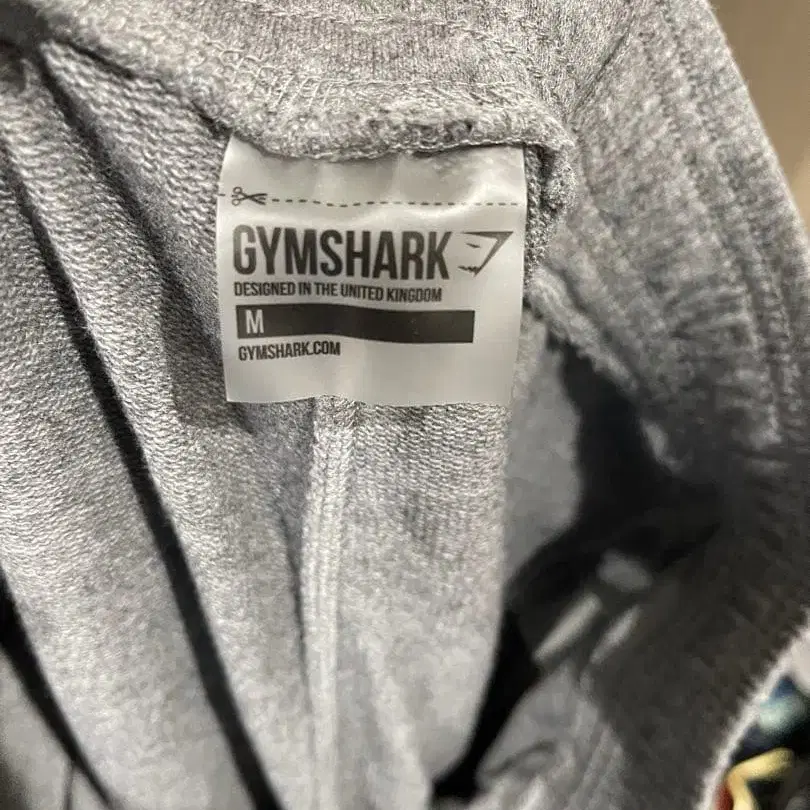 GYMSHARK
DESIGNED IN THE UNITED KINGDOM
M
GYMSHARK.COM